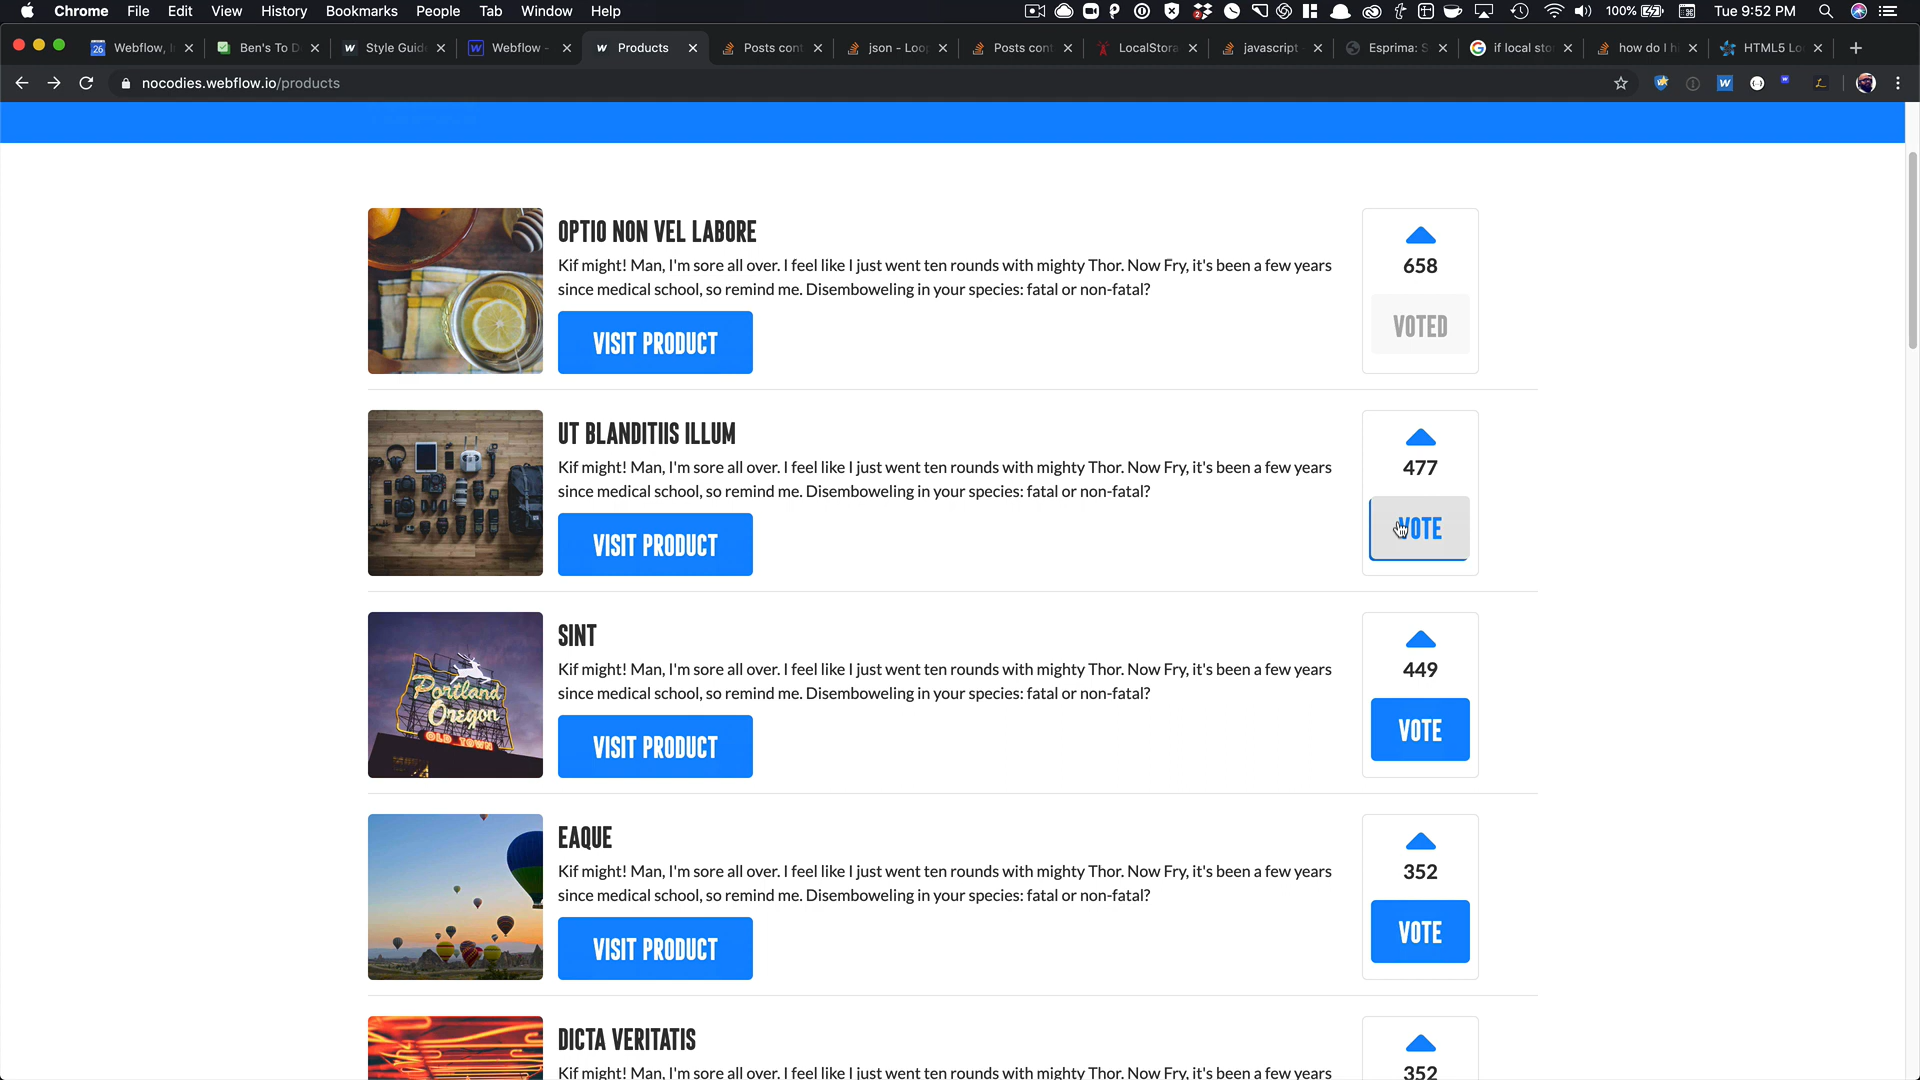 Chrome File Edit View History Bookmarks People Tab Window Help
100% Tue 9:52 PM
26 Webflow, I Ben's To D Style Guid Webflow - Products Posts cont json - Loo Posts cont LocalStora javascript Esprima: S if local sto how do I h HTML5 Lo
nocodies.webflow.io/products
OPTIO NON VEL LABORE
Kif might! Man, I'm sore all over. I feel like I just went ten rounds with mighty Thor. Now Fry, it's been a few years
since medical school, so remind me. Disemboweling in your species: fatal or non-fatal?
VISIT PRODUCT
658
VOTED
UT BLANDITIIS ILLUM
Kif might! Man, I'm sore all over. I feel like I just went ten rounds with mighty Thor. Now Fry, it's been a few years
since medical school, so remind me. Disemboweling in your species: fatal or non-fatal?
VISIT PRODUCT
477
VOTE
Portland
Oregon
OLD TOWN
SINT
Kif might! Man, I'm sore all over. I feel like I just went ten rounds with mighty Thor. Now Fry, it's been a few years
since medical school, so remind me. Disemboweling in your species: fatal or non-fatal?
VISIT PRODUCT
449
VOTE
EAQUE
Kif might! Man, I'm sore all over. I feel like I just went ten rounds with mighty Thor. Now Fry, it's been a few years
since medical school, so remind me. Disemboweling in your species: fatal or non-fatal?
VISIT PRODUCT
352
VOTE
DICTA VERITATIS
Kif might! Man, I'm sore all over. I feel like I just went ten rounds with mighty Thor. Now Fry, it's been a few years
352